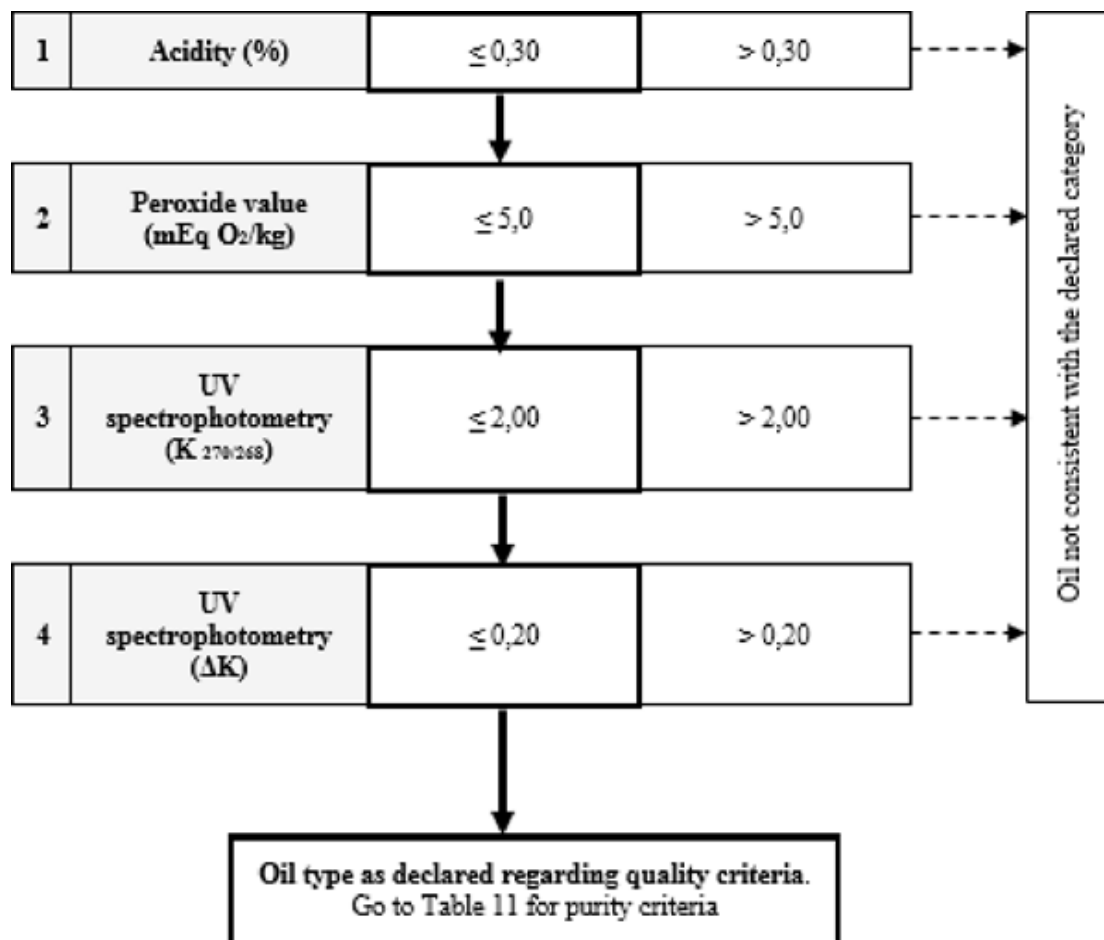 1
Acidity (%)
≤ 0,30
> 0,30
2
Peroxide value
(mEq O2/kg)
≤ 5,0
> 5,0
3
UV
spectrophotometry
(K 270/268)
≤ 2,00
> 2,00
4
UV
spectrophotometry
(ΔK)
≤ 0,20
> 0,20
Oil not consistent with the declared category
Oil type as declared regarding quality criteria.
Go to Table 11 for purity criteria